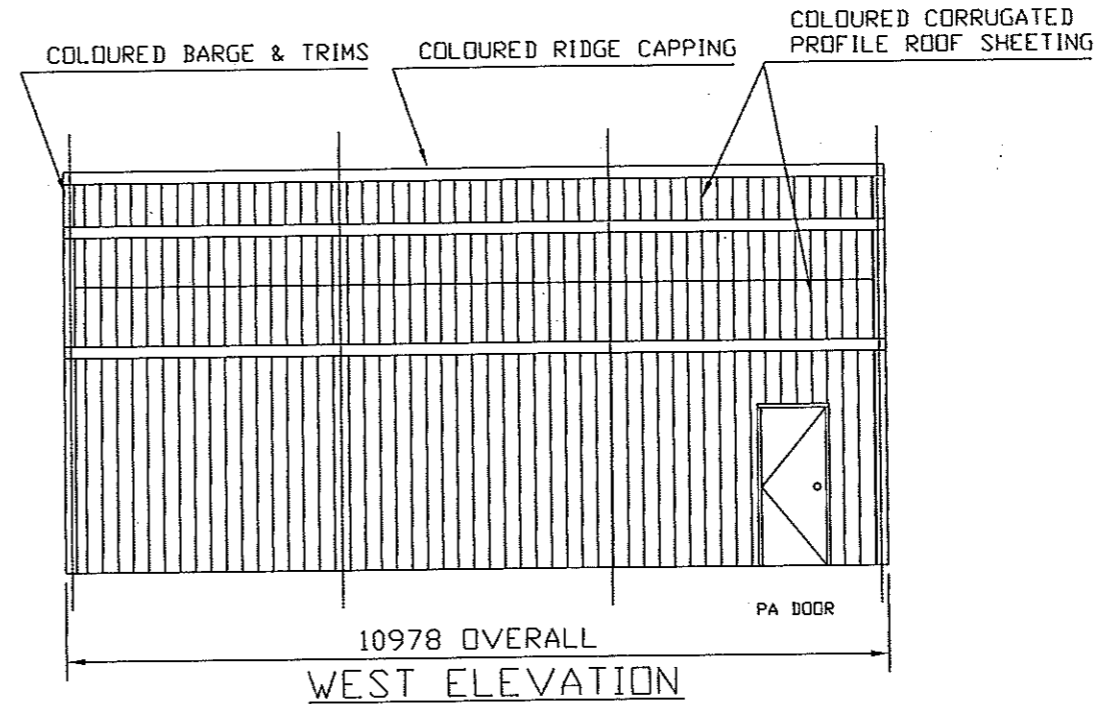 COLOURED CORRUGATED
PROFILE ROOF SHEETING
COLOURED BARGE & TRIMS
COLOURED RIDGE CAPPING
PA DOOR
10978 OVERALL
WEST ELEVATION